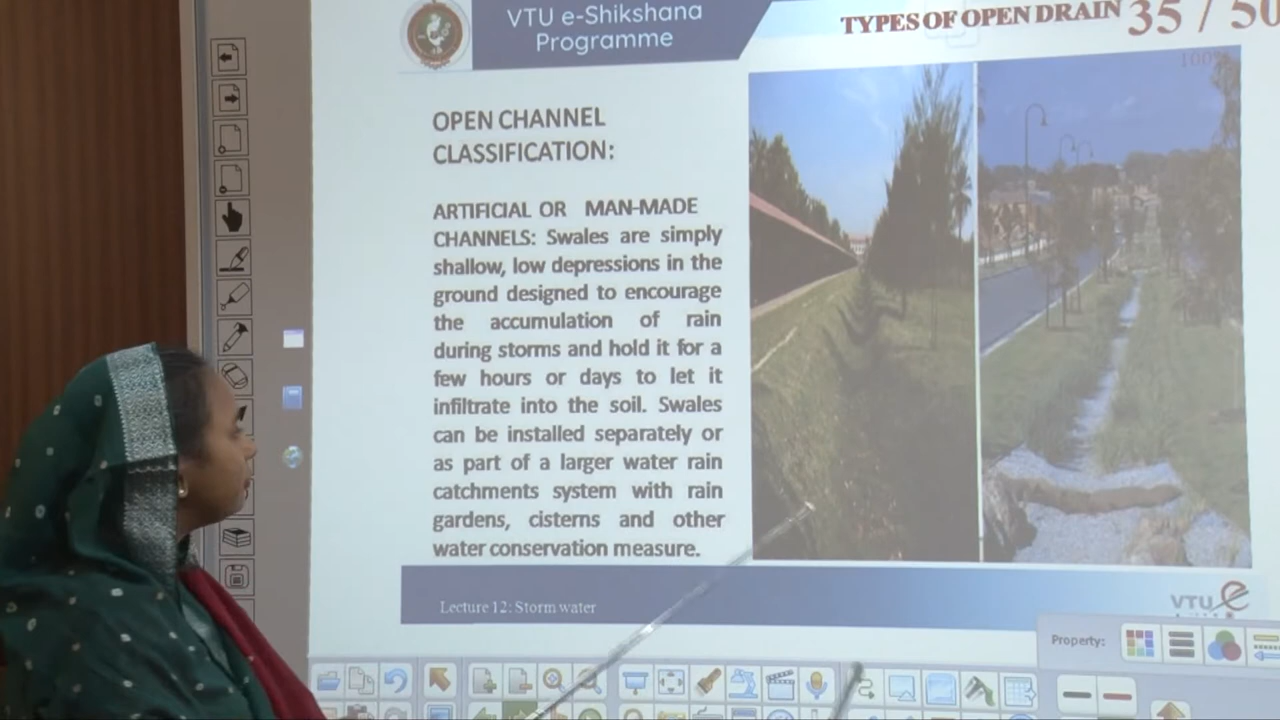 VTU e-Shikshana
Programme
TYPES OF OPEN DRAIN 35 / 50
100%
OPEN CHANNEL
CLASSIFICATION:
ARTIFICIAL OR MAN-MADE
CHANNELS: Swales are simply
shallow, low depressions in the
ground designed to encourage
the accumulation of rain
during storms and hold it for a
few hours or days to let it
infiltrate into the soil. Swales
can be installed separately or
as part of a larger water rain
catchments system with rain
gardens, cisterns and other
water conservation measure.
Lecture 12: Storm water
VTU e
Property: